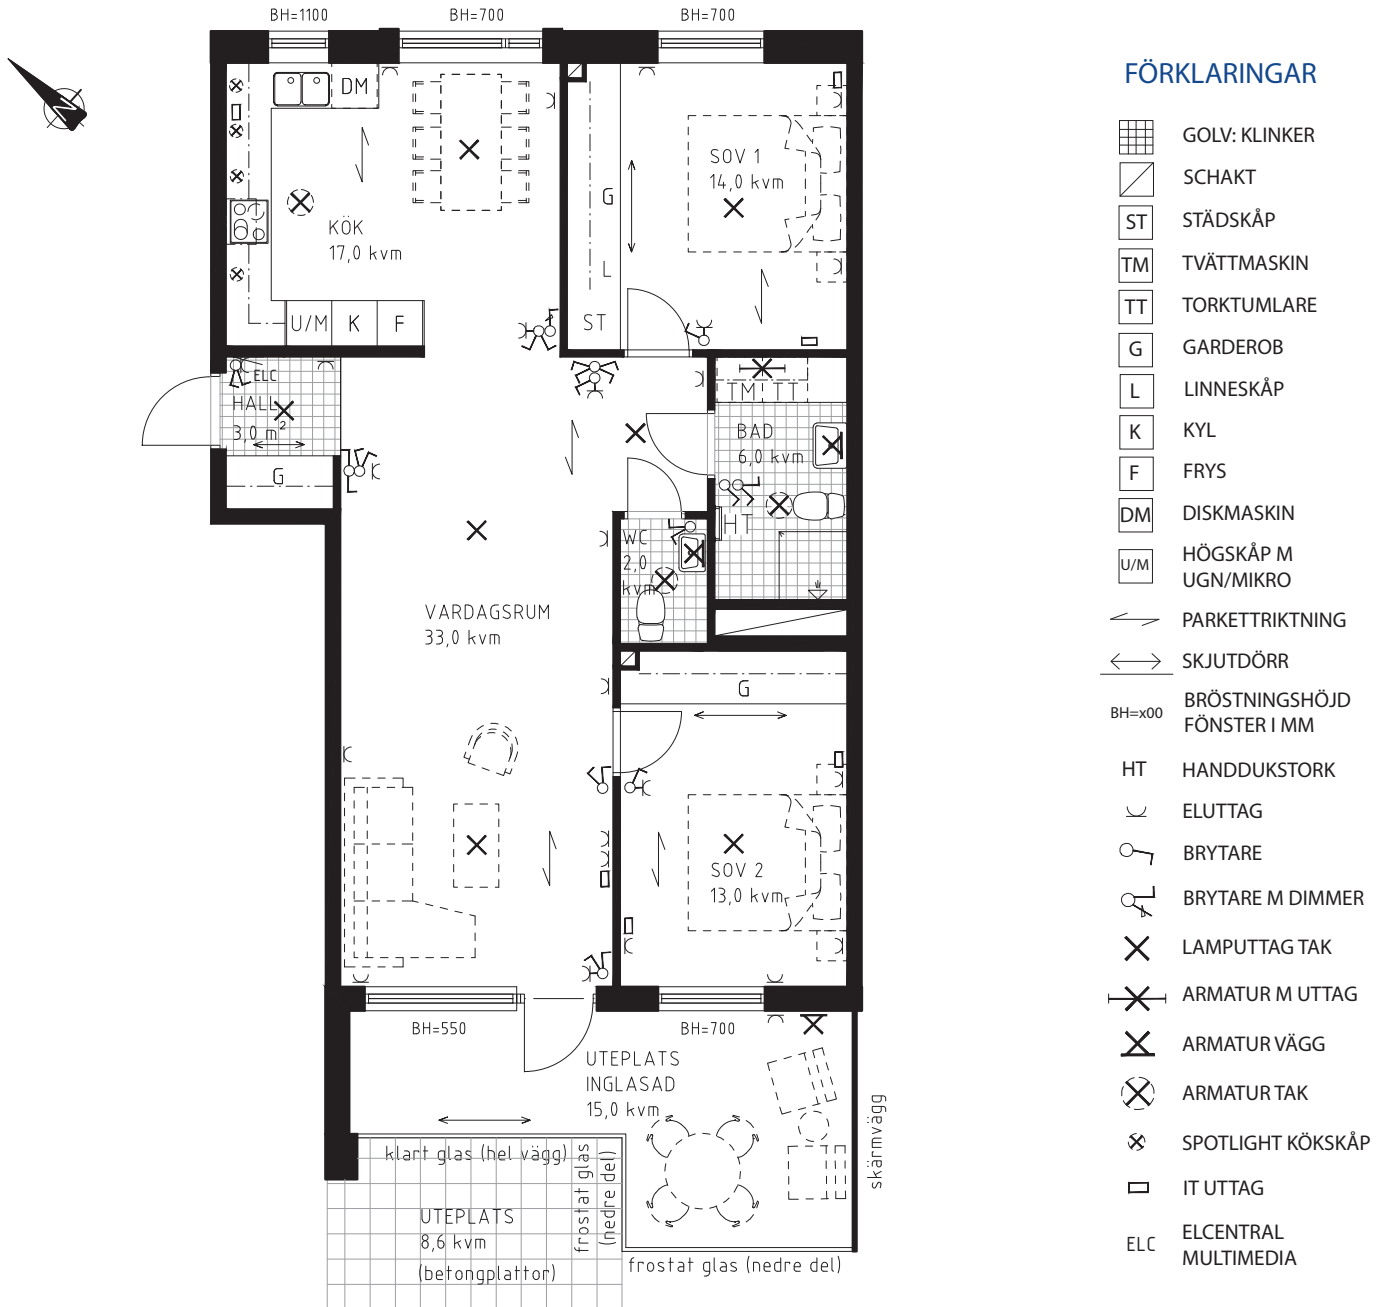 BH=1100
BH=700
BH=700
N
DM
KÖK
17,0 kvm
U/M
K
F
SOV 1
14,0 kvm
G
L
ST
ELC
HALL
3,0 m²
G
TM
TT
BAD
6,0 kvm
HT
WC
2,0
kvm
VARDAGSRUM
33,0 kvm
G
SOV 2
13,0 kvm
BH=550
BH=700
UTEPLATS
INGLASAD
15,0 kvm
klart glas (hel vägg)
frostat glas
(nedre del)
skärmvägg
UTEPLATS
8,6 kvm
(betongplattor)
frostat glas (nedre del)
FÖRKLARINGAR
GOLV: KLINKER
SCHAKT
ST STÄDSKÅP
TM TVÄTTMASKIN
TT TORKTUMLARE
G GARDEROB
L LINNESKÅP
K KYL
F FRYS
DM DISKMASKIN
U/M HÖGSKÅP M
UGN/MIKRO
PARKETTRIKTNING
SKJUTDÖRR
BH=x00 BRÖSTNINGSHÖJD
FÖNSTER I MM
HT HANDDUKSTORK
ELUTTAG
BRYTARE
BRYTARE M DIMMER
LAMPUTTAG TAK
ARMATUR M UTTAG
ARMATUR VÄGG
ARMATUR TAK
SPOTLIGHT KÖKSKÅP
IT UTTAG
ELC ELCENTRAL
MULTIMEDIA